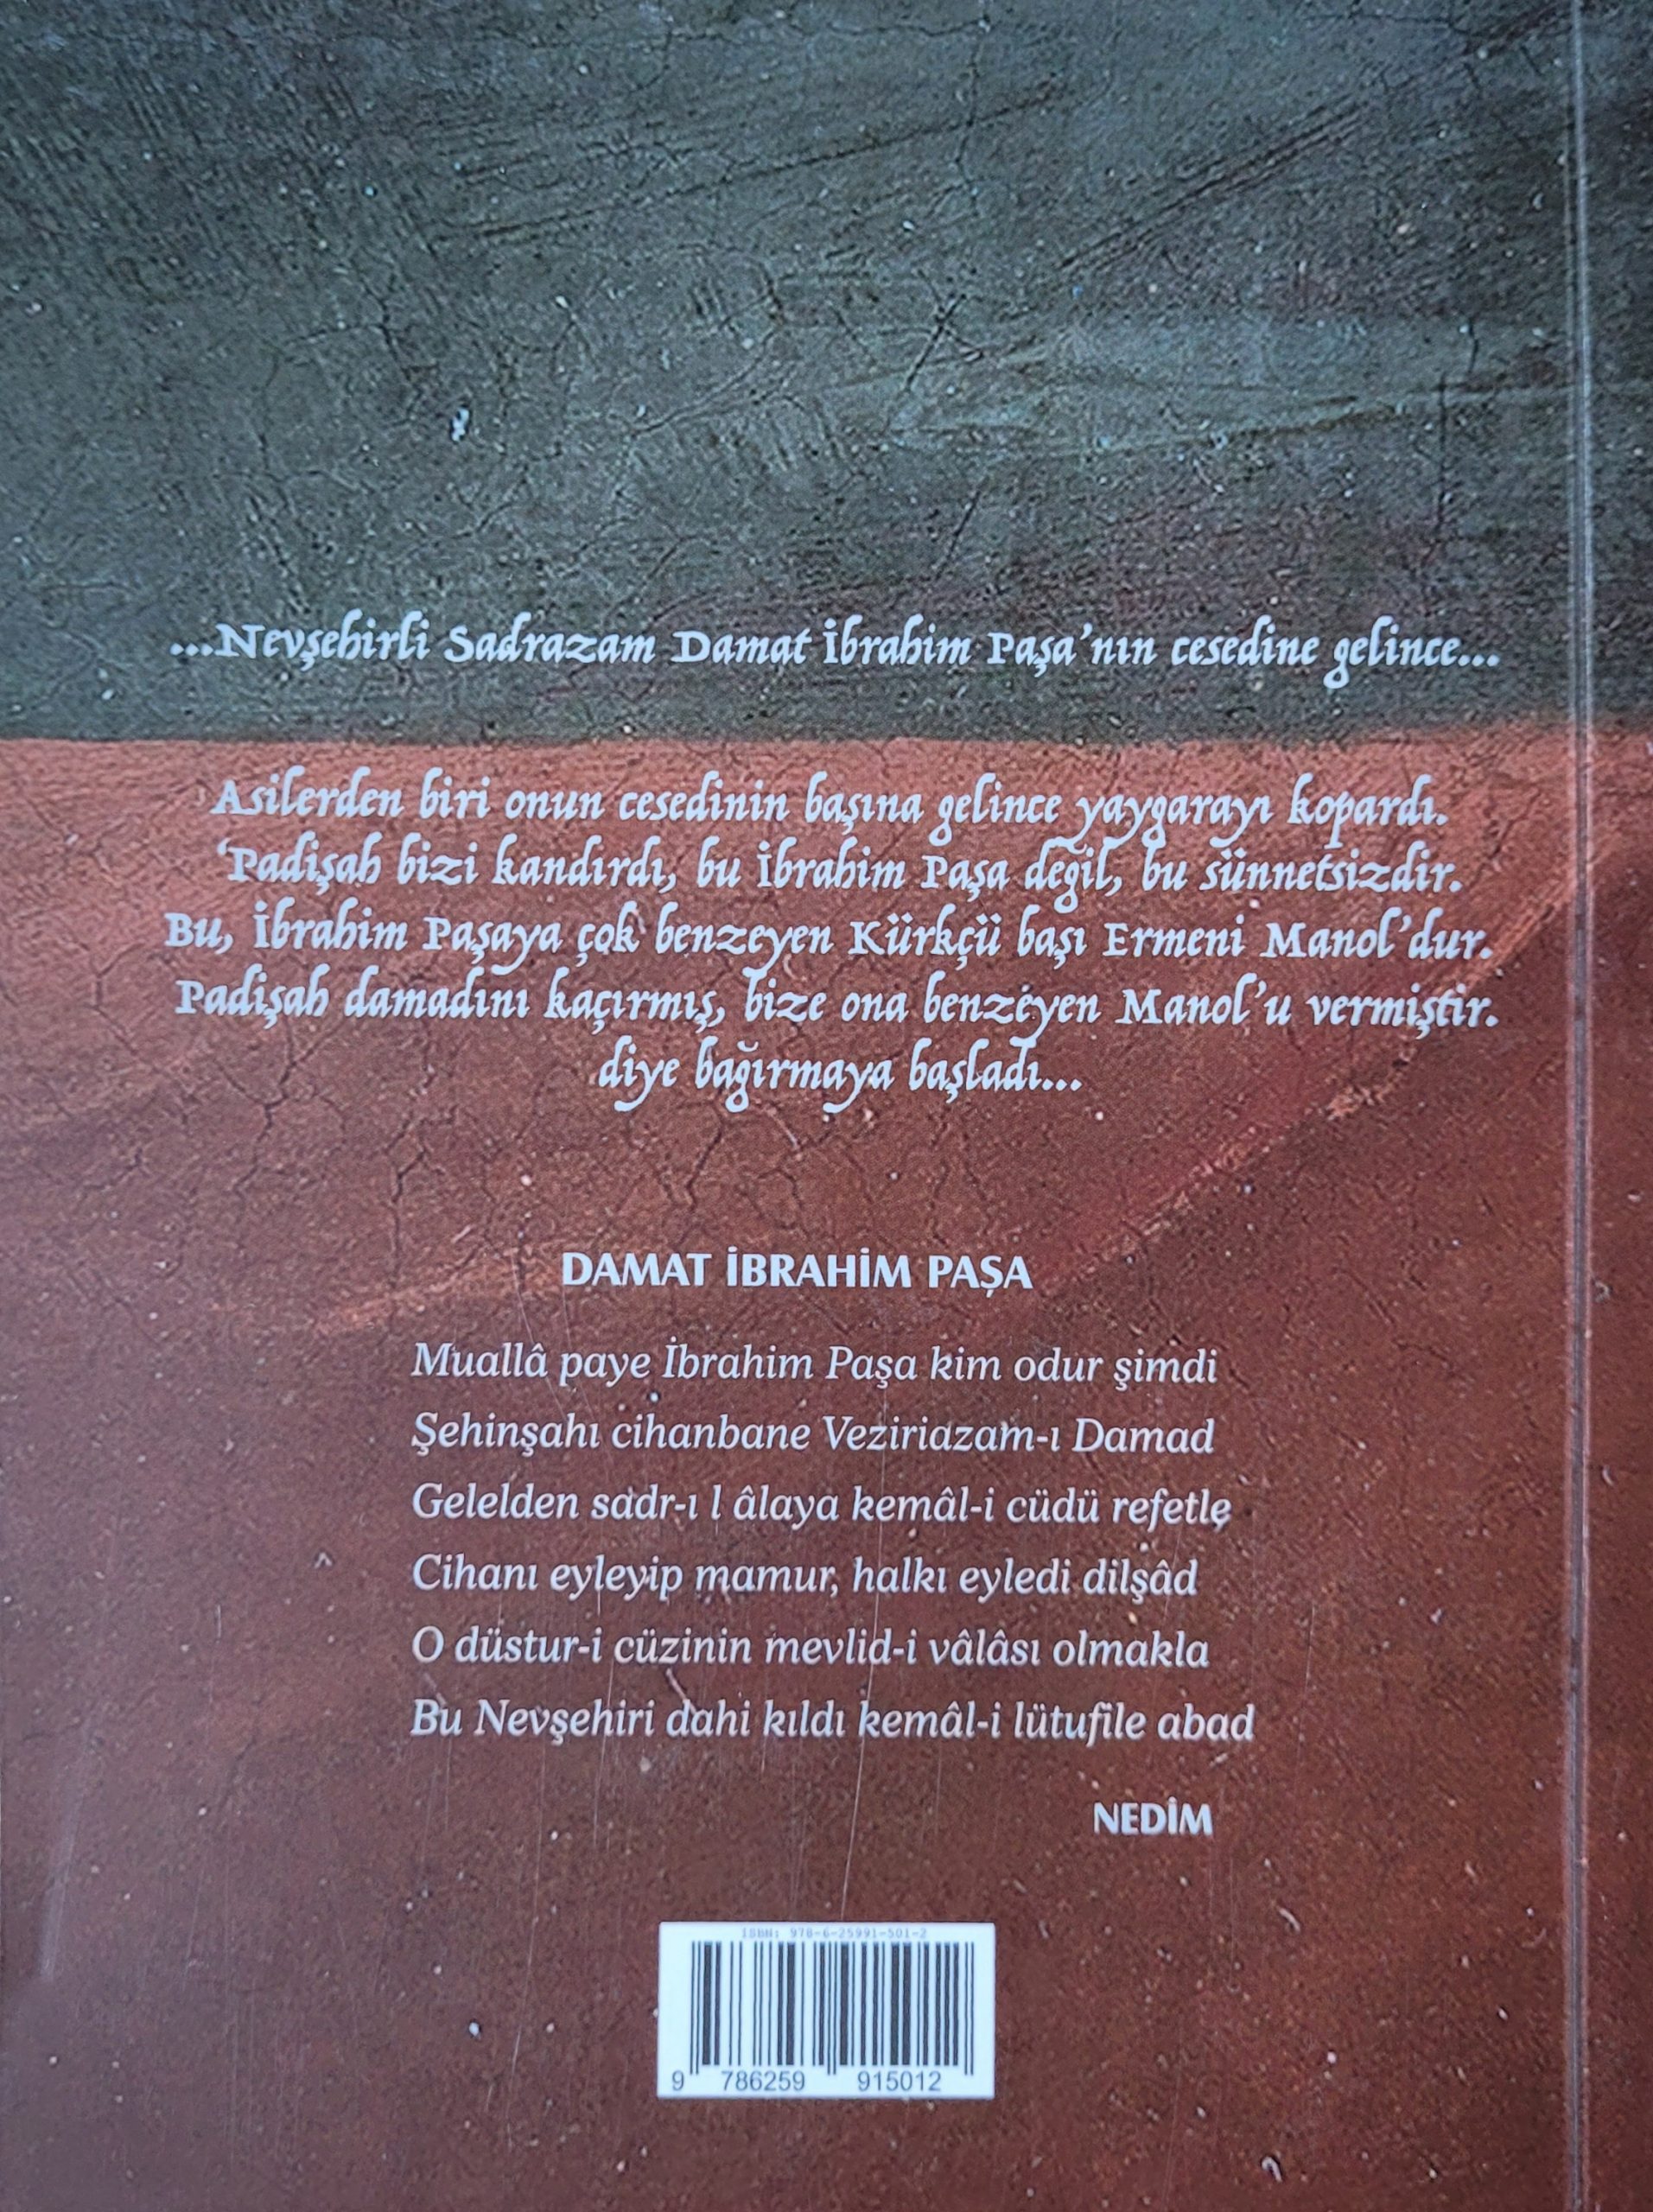 ...Nevşehirli Sadrazam Damat İbrahim Paşa'nın cesedine gelince...
Asilerden biri onun cesedinin başına gelince yaygarayı kopardı.
'Padişah bizi kandırdı, bu İbrahim Paşa değil, bu sünnetsizdir.
Bu, İbrahim Paşaya çok benzeyen Kürkçü başı Ermeni Manol'dur.
Padişah damadını kaçırmış, bize ona benzeyen Manol'u vermiştir.
diye bağırmaya başladı...
DAMAT İBRAHİM PAŞA
Muallâ paye İbrahim Paşa kim odur şimdi
Şehinşahı cihanbane Veziriazam-ı Damad
Gelelden sadr-ı l âlaya kemâl-i cüdü refetle
Cihanı eyleyip mamur, halkı eyledi dilşâd
O düstur-i cüzinin mevlid-i vâlâsı olmakla
Bu Nevşehiri dahi kıldı kemâl-i lütufile abad
NEDİM
ISBN: 978-6-25991-501-2
9 786259 915012